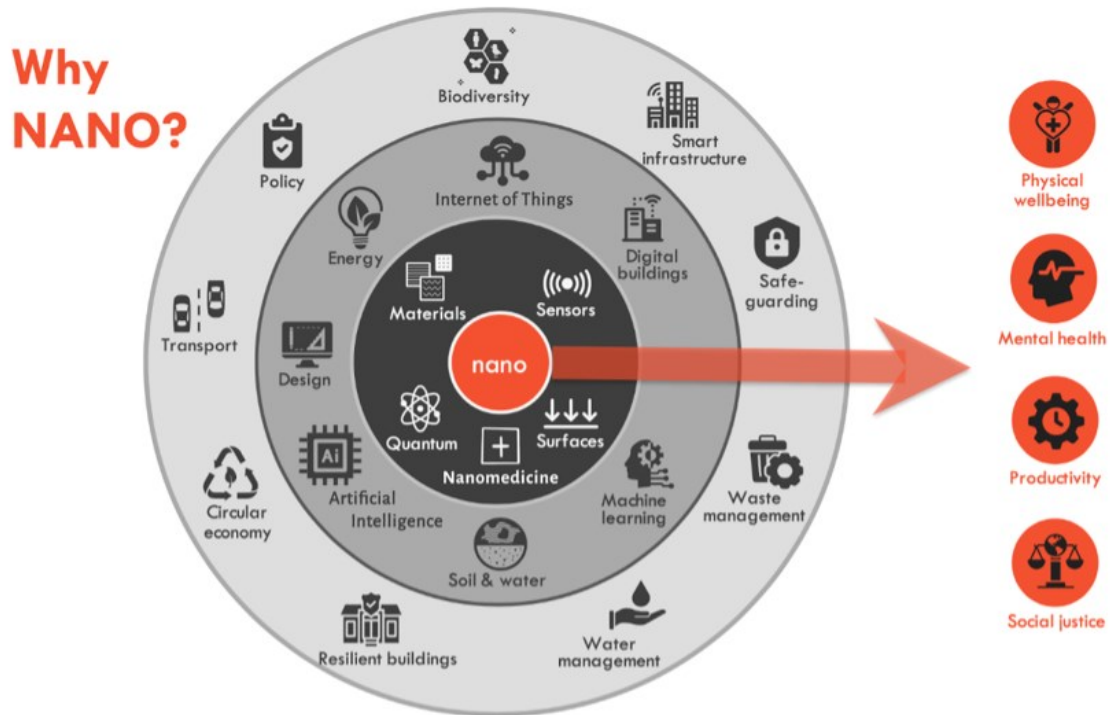 Why
NANO?
Biodiversity
Smart
infrastructure
Policy
Internet of Things
Energy
Digital
buildings
Safe-
guarding
Materials
Sensors
Transport
nano
Design
Quantum
Surfaces
Nanomedicine
Ai
Artificial
Intelligence
Machine
learning
Waste
management
Circular
economy
Soil & water
Resilient buildings
Water
management
Physical
wellbeing
Mental health
Productivity
Social justice